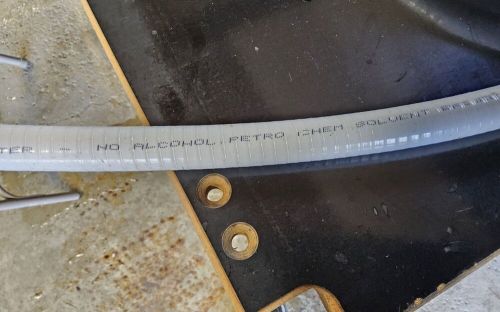 TER - NO ALCOHOL PETRO CHEM SOLVENT